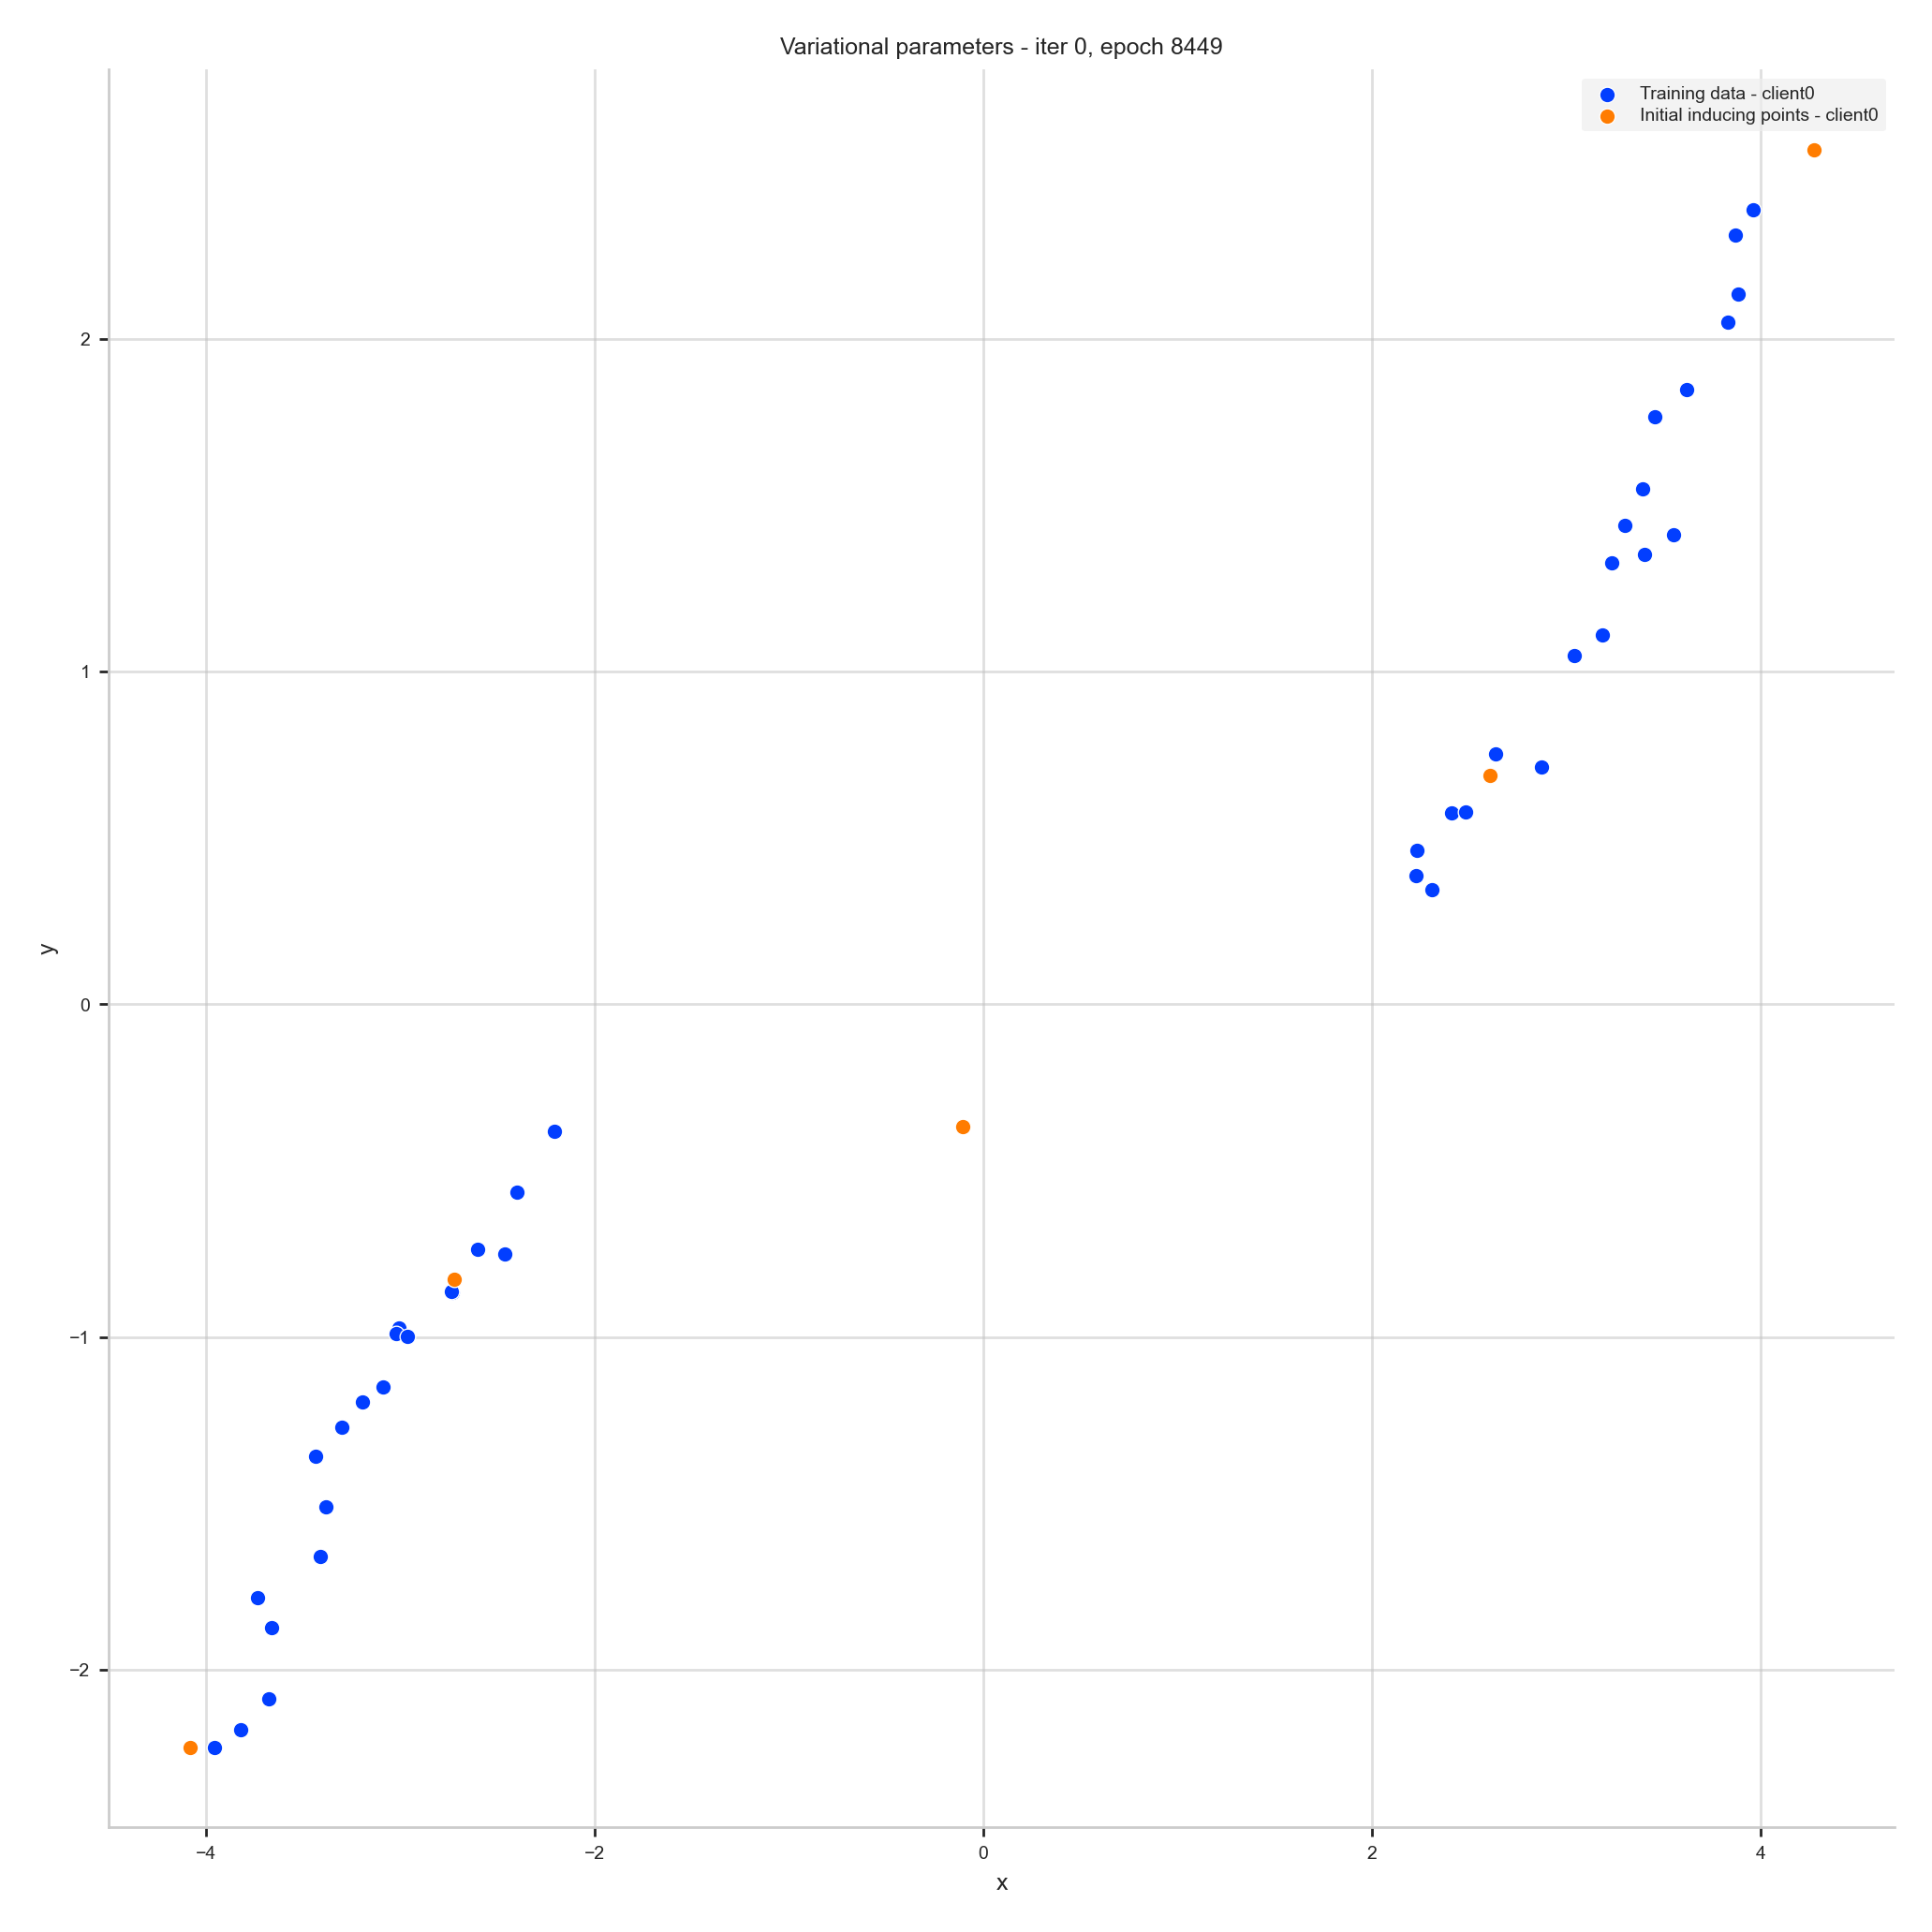 Variational parameters - iter 0, epoch 8449
Training data - client0
Initial inducing points - client0
2
1
0
−1
−2
y
−4
−2
0
2
4
x